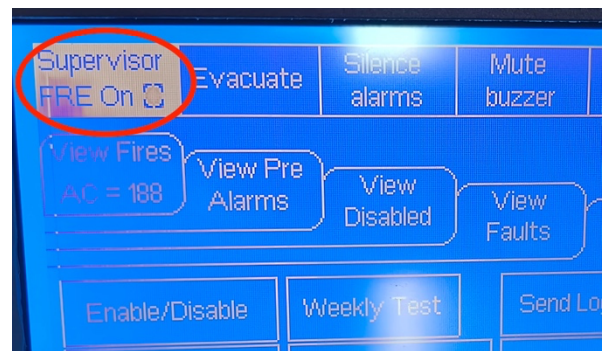 Supervisor
FRE On
Evacuate
Silence
alarms
Mute
buzzer
View Fires
AC = 188
View Pre
Alarms
View
Disabled
View
Faults
Enable/Disable
Weekly Test
Send Lo